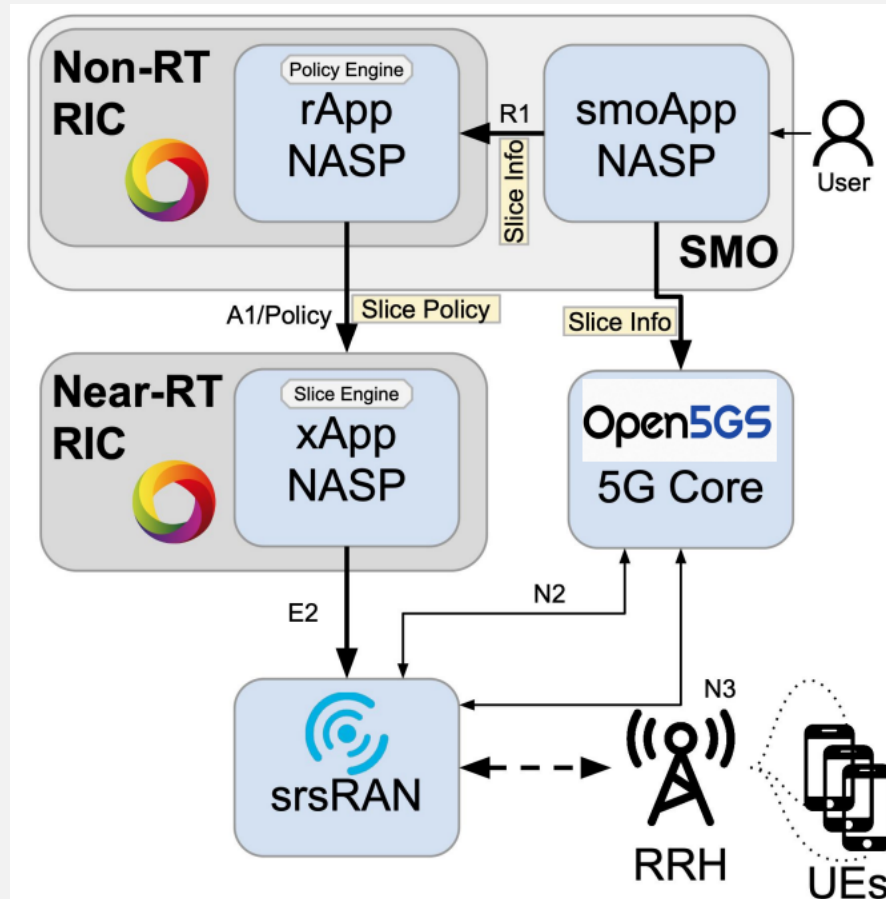 Non-RT
RIC
Policy Engine
rApp
NASP
R1
Slice Info
smoApp
NASP
User
SMO
A1/Policy
Slice Policy
Slice Info
Near-RT
RIC
Slice Engine
xApp
NASP
Open5GS
5G Core
E2
N2
N3
srsRAN
RRH
UEs